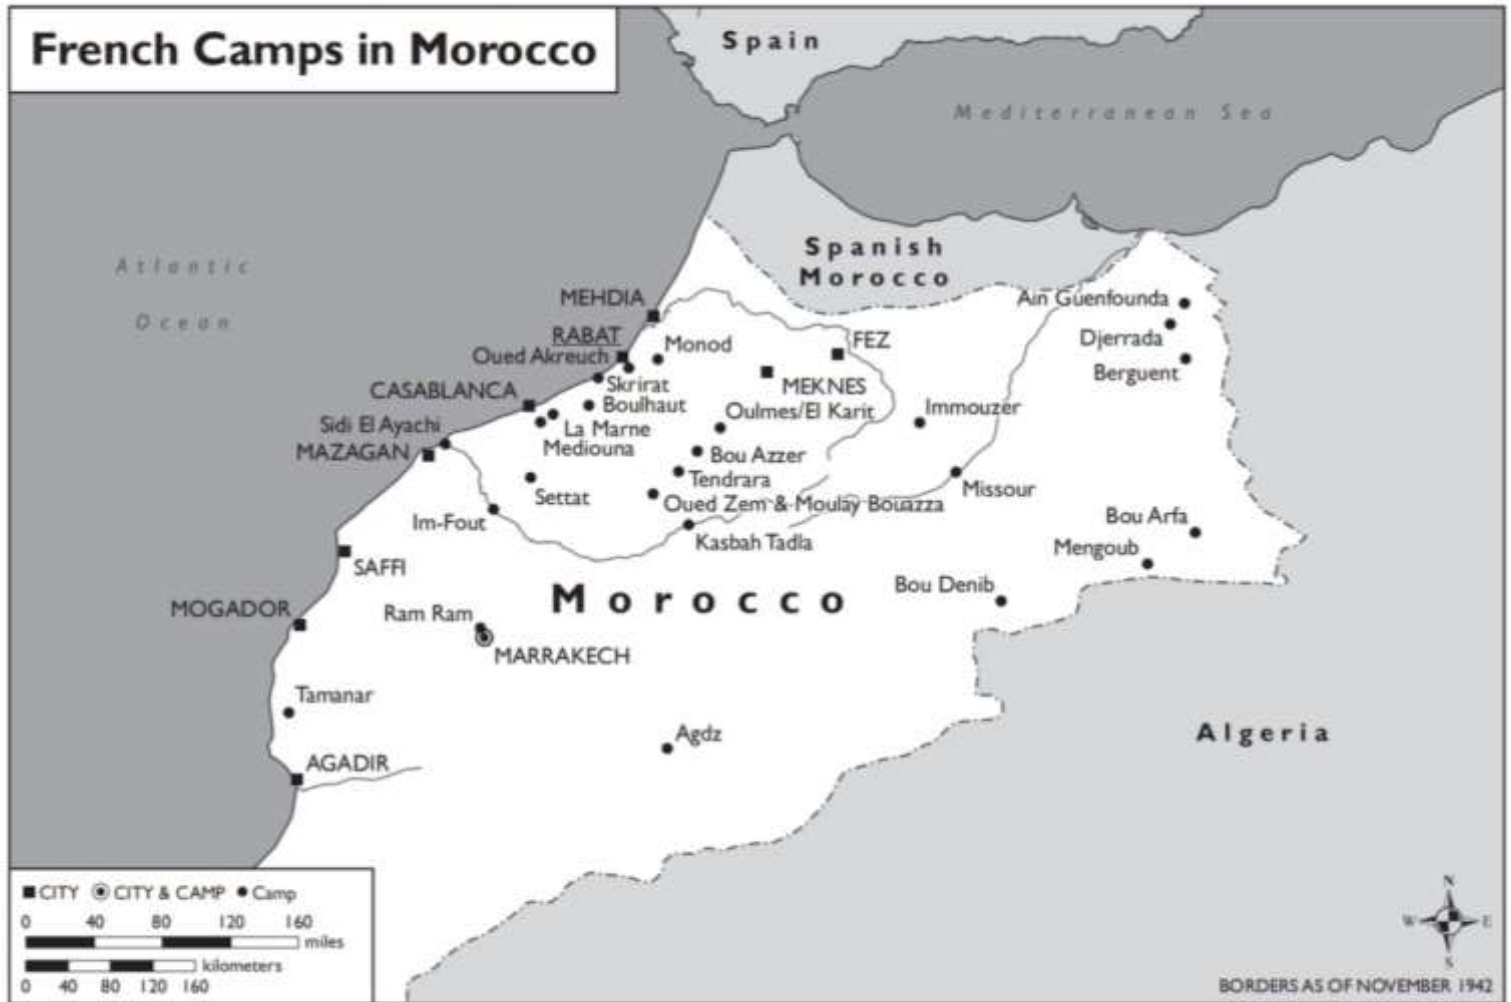 French Camps in Morocco
Spain
Mediterranean Sea
Atlantic
Ocean
Spanish
Morocco
MEHDIA
Ain Guenfounda
RABAT
Monod
FEZ
Djerrada
Oued Akreuch
Berguent
Skrirat
MEKNES
CASABLANCA
Boulhaut
Oulmes/El Karit
Immouzer
Sidi El Ayachi
La Marne
MAZAGAN
Mediouna
Bou Azzer
Tendrara
Missour
Settat
Oued Zem & Moulay Bouazza
Im-Fout
Bou Arfa
Kasbah Tadla
Mengoub
SAFFI
Bou Denib
Morocco
MOGADOR
Ram Ram
MARRAKECH
Tamanar
Agdz
Algeria
AGADIR
CITY CITY & CAMP Camp
0 40 80 120 160
miles
kilometers
0 40 80 120 160
N
W E
S
BORDERS AS OF NOVEMBER 1942